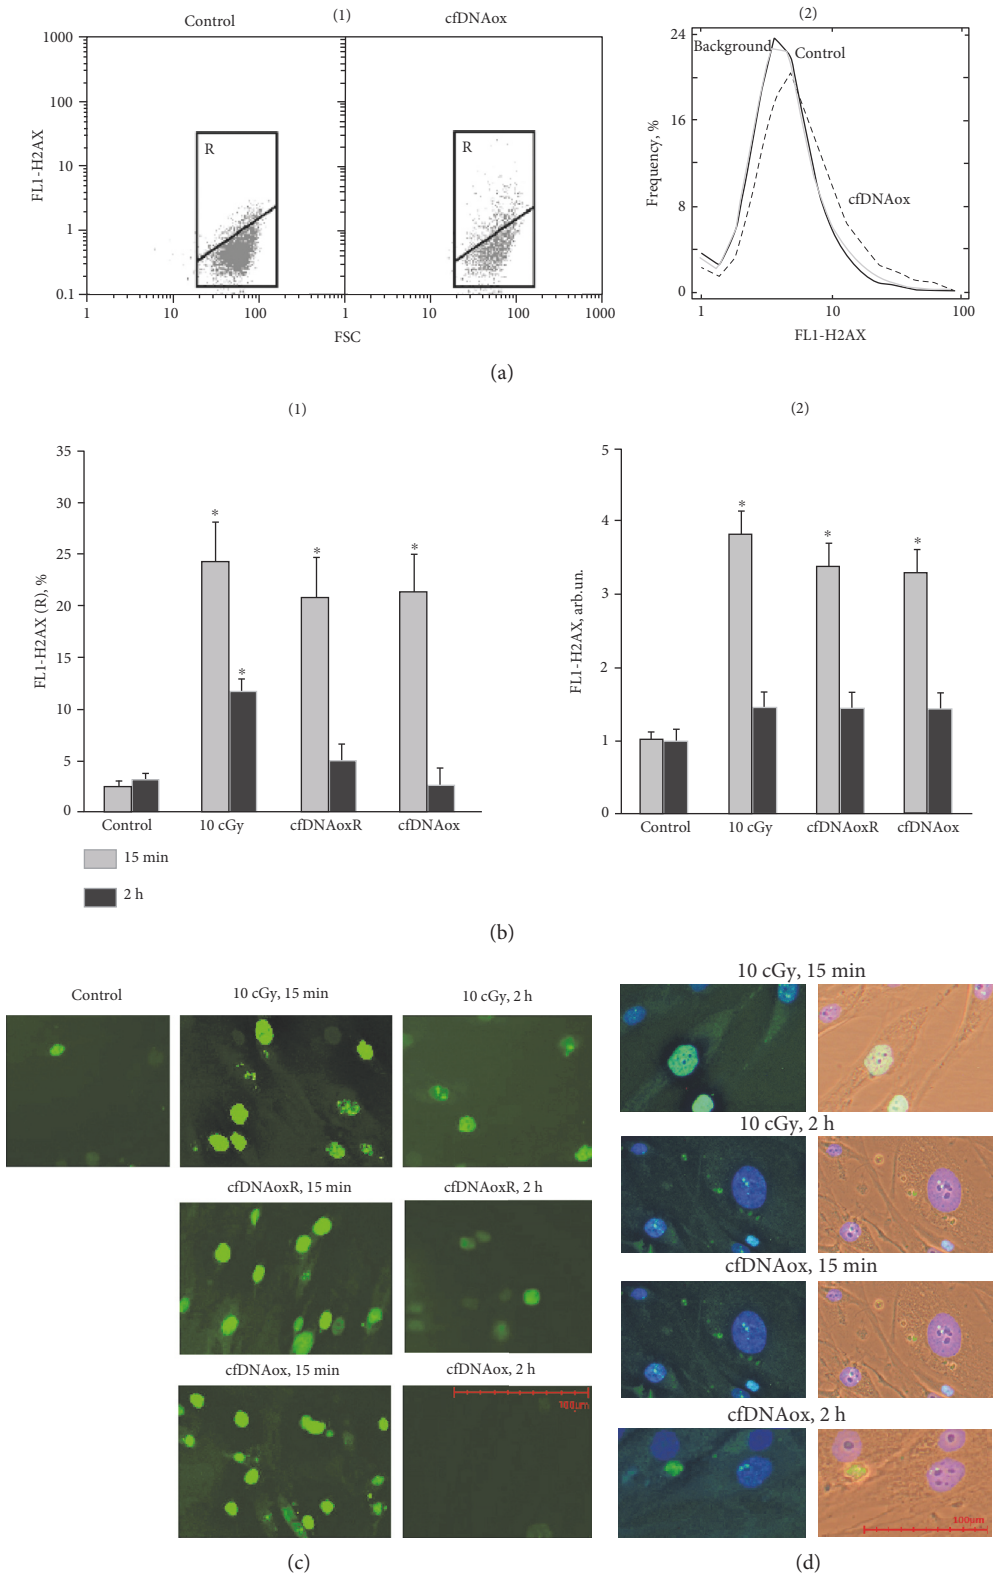 (1)
Control
cfDNAox
1000
100
10
1
0.1
FL1-H2AX
R
R
1
10
100
1
10
100
1000
FSC
(2)
24
16
8
0
Frequency, %
Background
Control
cfDNAox
1
10
100
FL1-H2AX
(a)
(1)
35
30
25
20
15
10
5
0
FL1-H2AX (R), %
*
*
*
*
Control
10 cGy
cfDNAoxR
cfDNAox
15 min
2 h
(2)
5
4
3
2
1
0
FL1-H2AX, arb.un.
*
*
*
Control
10 cGy
cfDNAoxR
cfDNAox
(b)
Control
10 cGy, 15 min
10 cGy, 2 h
cfDNAoxR, 15 min
cfDNAoxR, 2 h
cfDNAox, 15 min
cfDNAox, 2 h
(c)
10 cGy, 15 min
10 cGy, 2 h
cfDNAox, 15 min
cfDNAox, 2 h
100um
(d)